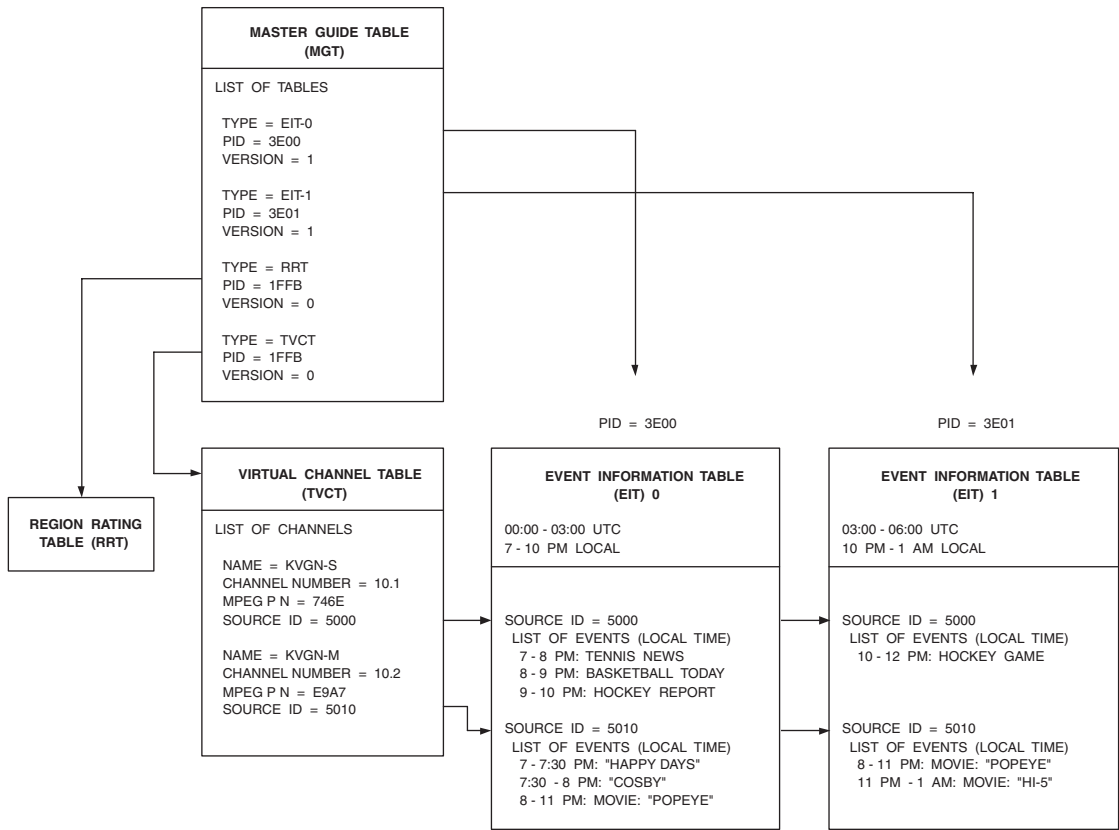 MASTER GUIDE TABLE
(MGT)
LIST OF TABLES
TYPE = EIT-0
PID = 3E00
VERSION = 1
TYPE = EIT-1
PID = 3E01
VERSION = 1
TYPE = RRT
PID = 1FFB
VERSION = 0
TYPE = TVCT
PID = 1FFB
VERSION = 0
REGION RATING
TABLE (RRT)
VIRTUAL CHANNEL TABLE
(TVCT)
LIST OF CHANNELS
NAME = KVGN-S
CHANNEL NUMBER = 10.1
MPEG P N = 746E
SOURCE ID = 5000
NAME = KVGN-M
CHANNEL NUMBER = 10.2
MPEG P N = E9A7
SOURCE ID = 5010
PID = 3E00
EVENT INFORMATION TABLE
(EIT) 0
00:00 - 03:00 UTC
7 - 10 PM LOCAL
SOURCE ID = 5000
LIST OF EVENTS (LOCAL TIME)
7 - 8 PM: TENNIS NEWS
8 - 9 PM: BASKETBALL TODAY
9 - 10 PM: HOCKEY REPORT
SOURCE ID = 5010
LIST OF EVENTS (LOCAL TIME)
7 - 7:30 PM: "HAPPY DAYS"
7:30 - 8 PM: "COSBY"
8 - 11 PM: MOVIE: "POPEYE"
PID = 3E01
EVENT INFORMATION TABLE
(EIT) 1
03:00 - 06:00 UTC
10 PM - 1 AM LOCAL
SOURCE ID = 5000
LIST OF EVENTS (LOCAL TIME)
10 - 12 PM: HOCKEY GAME
SOURCE ID = 5010
LIST OF EVENTS (LOCAL TIME)
8 - 11 PM: MOVIE: "POPEYE"
11 PM - 1 AM: MOVIE: "HI-5"